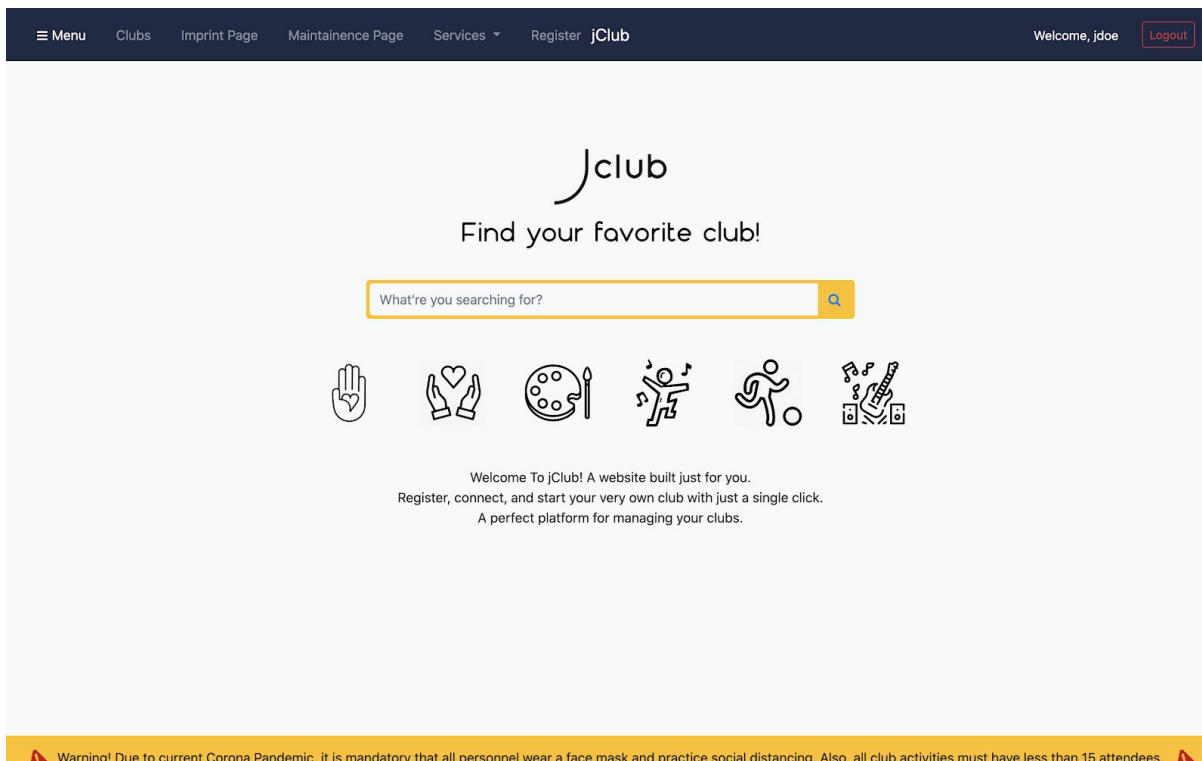 Menu Clubs Imprint Page Maintainence Page Services Register jClub Welcome, jdoe Logout
Jclub
Find your favorite club!
What're you searching for?
Welcome To jClub! A website built just for you.
Register, connect, and start your very own club with just a single click.
A perfect platform for managing your clubs.
Warning! Due to current Corona Pandemic, it is mandatory that all personnel wear a face mask and practice social distancing. Also, all club activities must have less than 15 attendees.